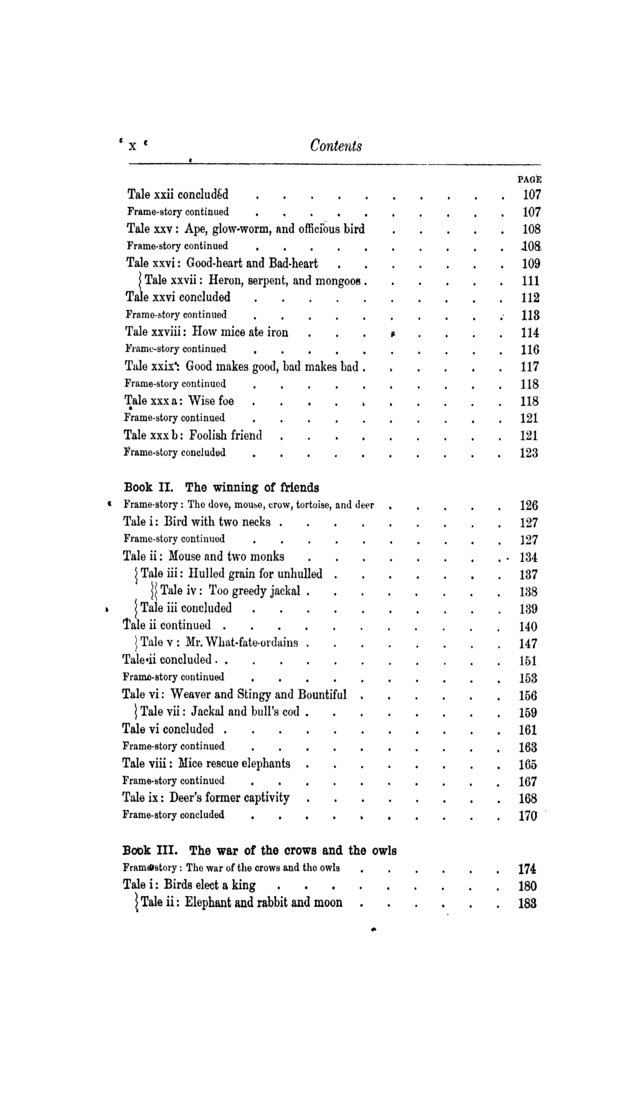 x Contents
PAGE
Tale xxii concluded . . . . . . . . . . 107
Frame-story continued . . . . . . . . . . 107
Tale xxv: Ape, glow-worm, and officious bird . . . . . 108
Frame-story continued . . . . . . . . . . 108
Tale xxvi: Good-heart and Bad-heart . . . . . . . 109
}Tale xxvii: Heron, serpent, and mongoos . . . . . . 111
Tale xxvi concluded . . . . . . . . . . 112
Frame-story continued . . . . . . . . . . 113
Tale xxviii: How mice ate iron . . . . . . . . 114
Frame-story continued . . . . . . . . . . 116
Tale xxix: Good makes good, bad makes bad . . . . . . 117
Frame-story continued . . . . . . . . . . 118
Tale xxx a: Wise foe . . . . . . . . . . 118
Frame-story continued . . . . . . . . . . 121
Tale xxx b: Foolish friend . . . . . . . . . 121
Frame-story concluded . . . . . . . . . . 123
Book II. The winning of friends
Frame-story: The dove, mouse, crow, tortoise, and deer . . . . . 126
Tale i: Bird with two necks . . . . . . . . . 127
Frame-story continued . . . . . . . . . . 127
Tale ii: Mouse and two monks . . . . . . . . 134
}Tale iii: Hulled grain for unhulled . . . . . . . 137
}}Tale iv: Too greedy jackal . . . . . . . . 138
}Tale iii concluded . . . . . . . . . . 139
Tale ii continued . . . . . . . . . . . 140
}Tale v: Mr. What-fate-ordains . . . . . . . . 147
Tale ii concluded . . . . . . . . . . . 151
Frame-story continued . . . . . . . . . . 153
Tale vi: Weaver and Stingy and Bountiful . . . . . . 156
}Tale vii: Jackal and bull's cod . . . . . . . . 159
Tale vi concluded . . . . . . . . . . . 161
Frame-story continued . . . . . . . . . . 163
Tale viii: Mice rescue elephants . . . . . . . . 165
Frame-story continued . . . . . . . . . . 167
Tale ix: Deer's former captivity . . . . . . . . 168
Frame-story concluded . . . . . . . . . . 170
Book III. The war of the crows and the owls
Frame-story: The war of the crows and the owls . . . . . . 174
Tale i: Birds elect a king . . . . . . . . . 180
}Tale ii: Elephant and rabbit and moon . . . . . . 183